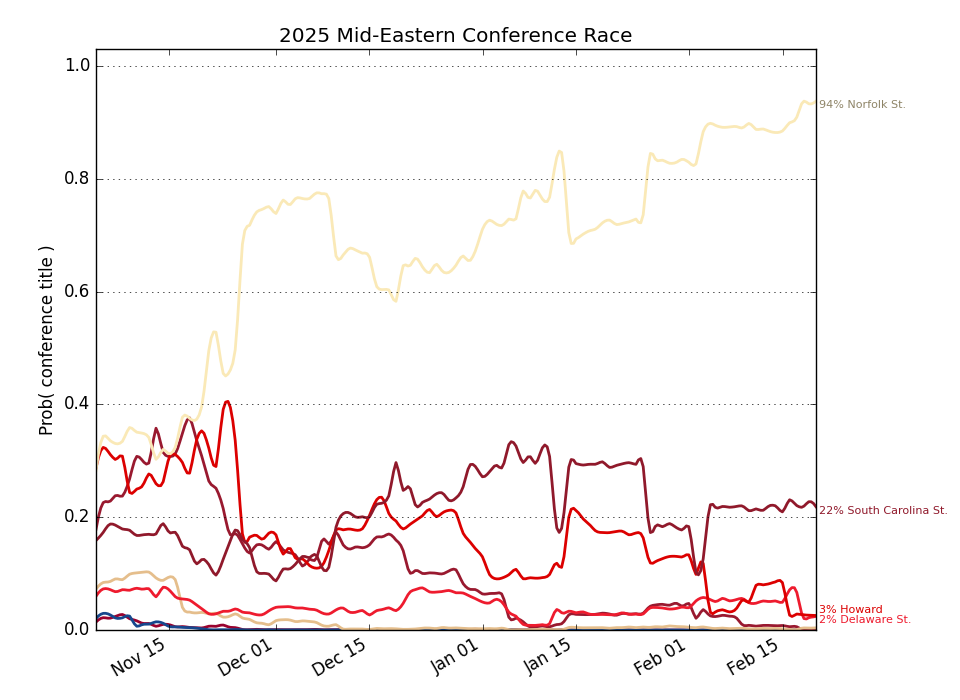 2025 Mid-Eastern Conference Race
Prob( conference title )
1.0
0.8
0.6
0.4
0.2
0.0
Nov 15
Dec 01
Dec 15
Jan 01
Jan 15
Feb 01
Feb 15
94% Norfolk St.
22% South Carolina St.
3% Howard
2% Delaware St.